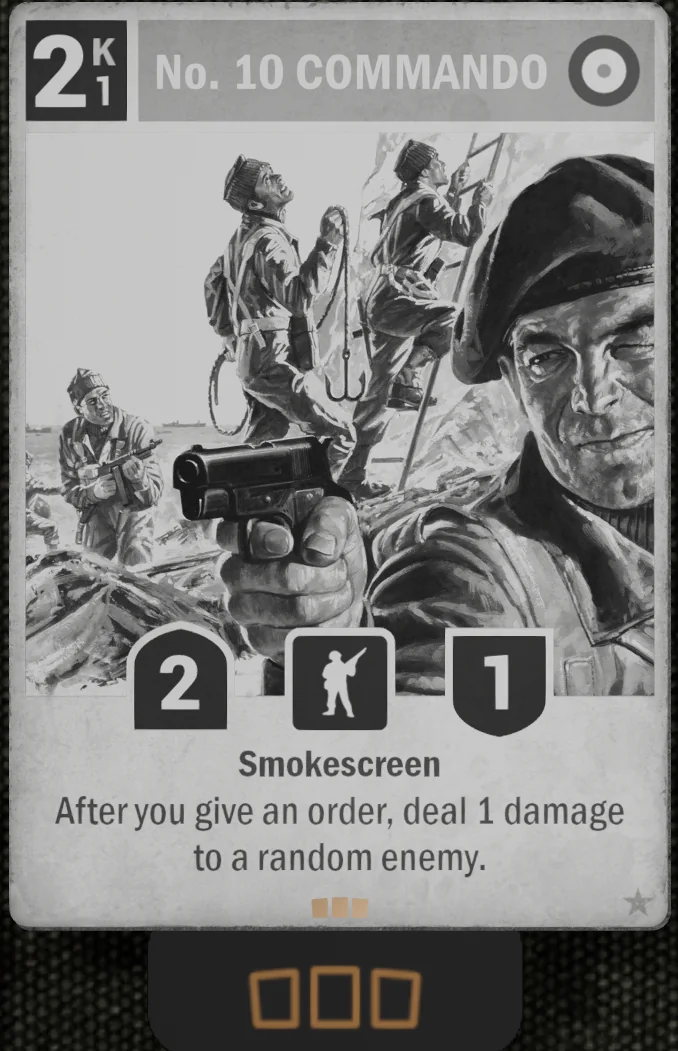 2 K
1
No. 10 COMMANDO
2
1
Smokescreen
After you give an order, deal 1 damage
to a random enemy.